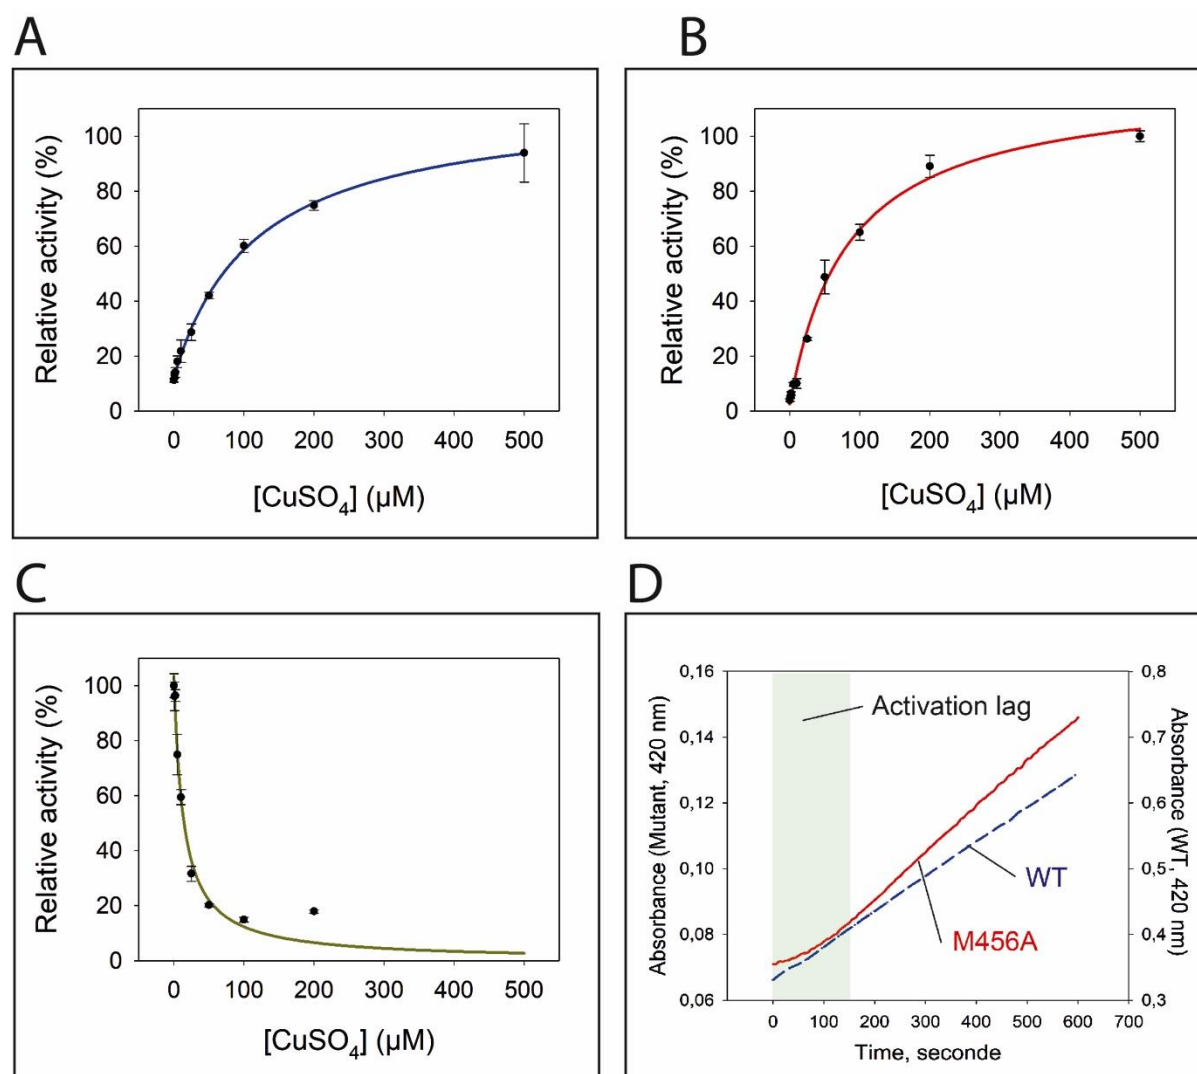 A
Relative activity (%)
100
80
60
40
20
0
0 100 200 300 400 500
[CuSO₄] (µM)
B
Relative activity (%)
100
80
60
40
20
0
0 100 200 300 400 500
[CuSO₄] (µM)
C
Relative activity (%)
100
80
60
40
20
0
0 100 200 300 400 500
[CuSO₄] (µM)
D
Absorbance (Mutant, 420 nm)
0,16
0,14
0,12
0,10
0,08
0,06
Activation lag
WT
M456A
0,8
0,7
0,6
0,5
0,4
0,3
Absorbance (WT, 420 nm)
0 100 200 300 400 500 600 700
Time, seconde